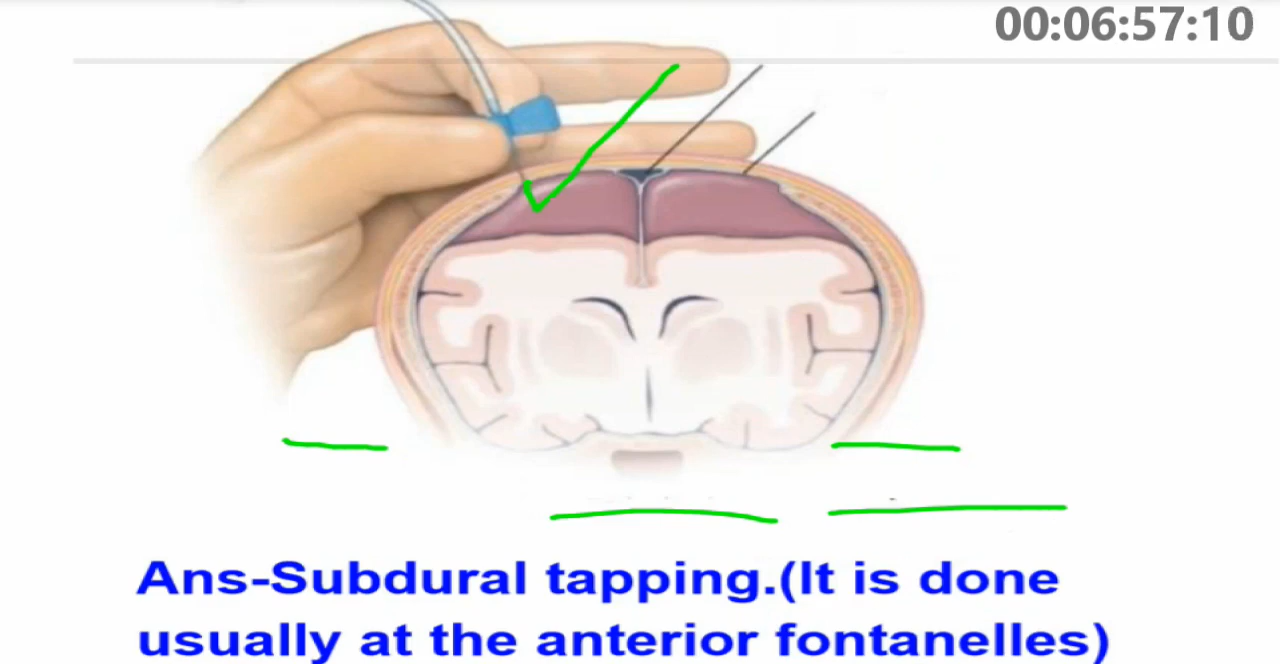 00:06:57:10
Ans-Subdural tapping.(It is done
usually at the anterior fontanelles)